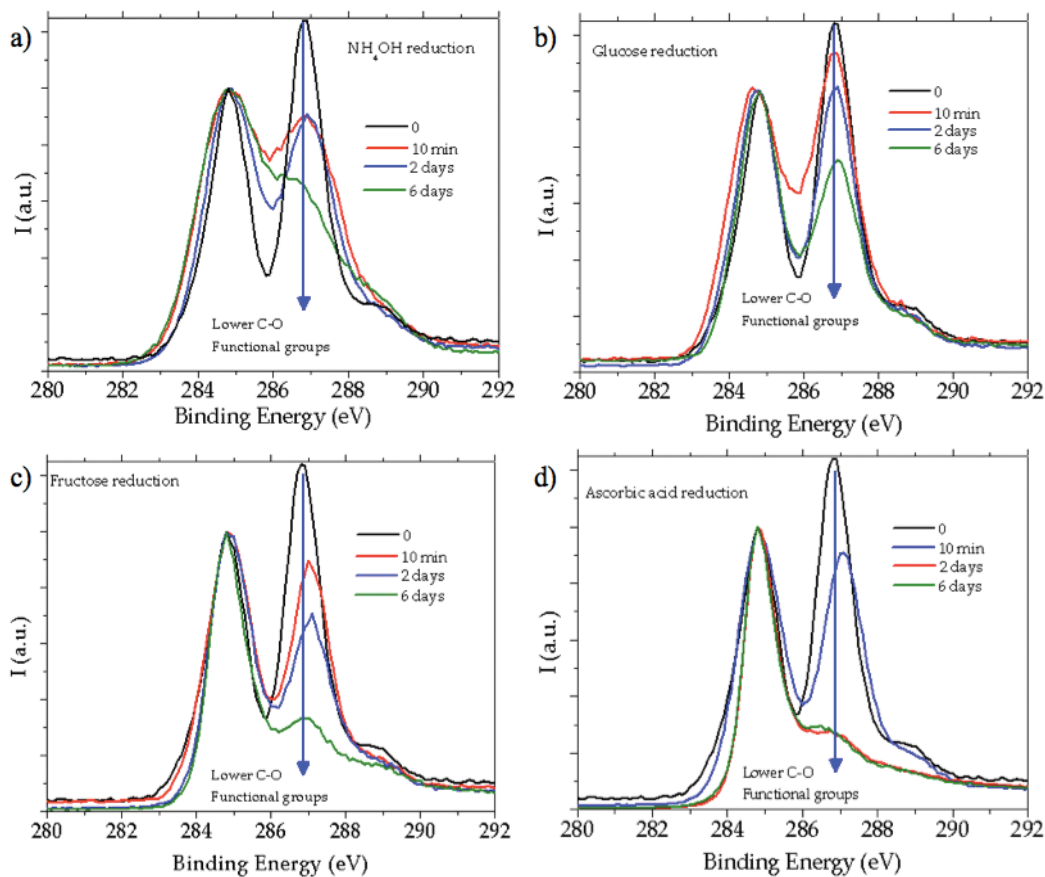 a)
NH4OH reduction
0
10 min
2 days
6 days
Lower C-O
Functional groups
I (a.u.)
280 282 284 286 288 290 292
Binding Energy (eV)
b)
Glucose reduction
0
10 min
2 days
6 days
Lower C-O
Functional groups
I (a.u.)
280 282 284 286 288 290 292
Binding Energy (eV)
c)
Fructose reduction
0
10 min
2 days
6 days
Lower C-O
Functional groups
I (a.u.)
280 282 284 286 288 290 292
Binding Energy (eV)
d)
Ascorbic acid reduction
0
10 min
2 days
6 days
Lower C-O
Functional groups
I (a.u.)
280 282 284 286 288 290 292
Binding Energy (eV)